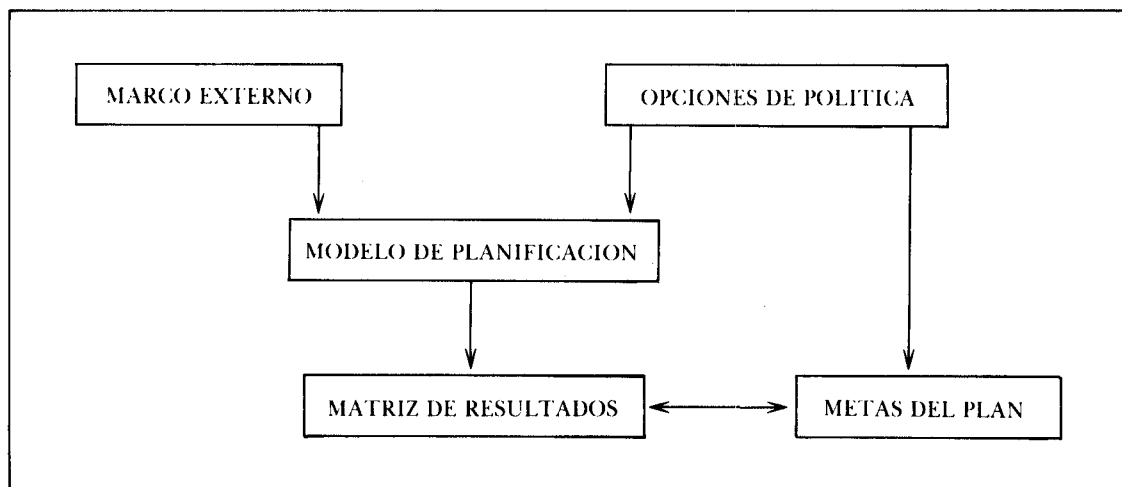 MARCO EXTERNO
OPCIONES DE POLITICA
MODELO DE PLANIFICACION
MATRIZ DE RESULTADOS
METAS DEL PLAN